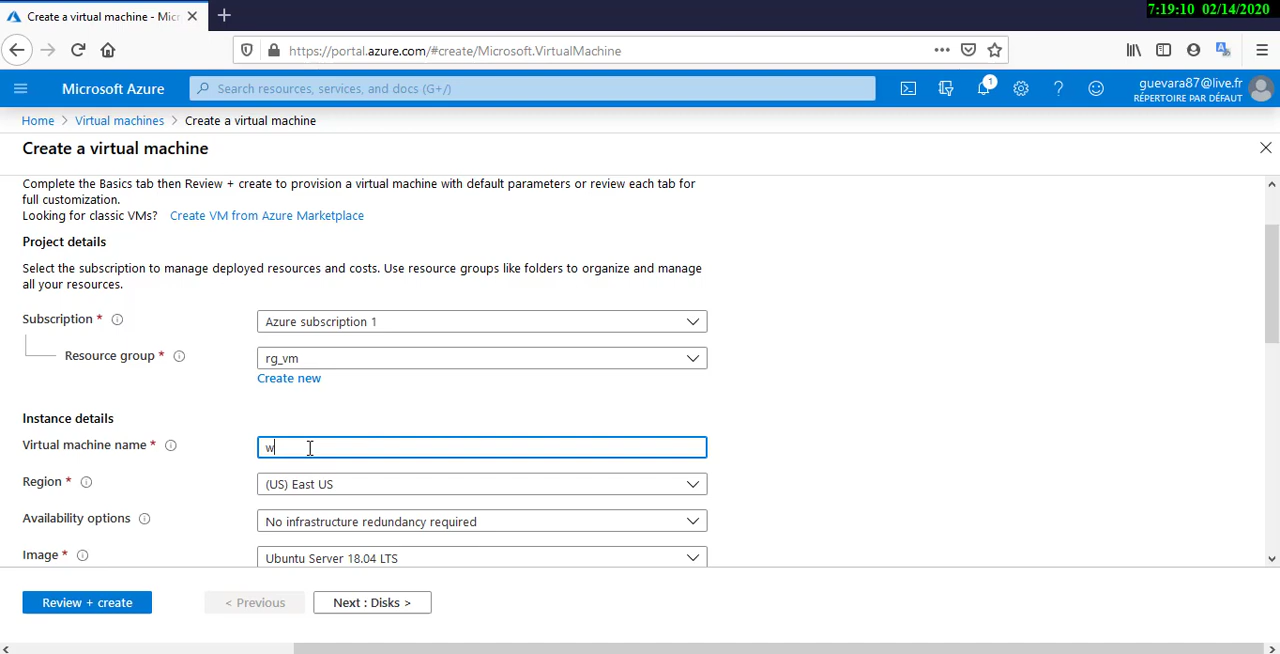 7:19:10 02/14/2020
Create a virtual machine - Micr
https://portal.azure.com/#create/Microsoft.VirtualMachine
Microsoft Azure
Search resources, services, and docs (G+/)
1
guevara87@live.fr
RÉPERTOIRE PAR DÉFAUT
Home > Virtual machines > Create a virtual machine
Create a virtual machine
Complete the Basics tab then Review + create to provision a virtual machine with default parameters or review each tab for
full customization.
Looking for classic VMs? Create VM from Azure Marketplace
Project details
Select the subscription to manage deployed resources and costs. Use resource groups like folders to organize and manage
all your resources.
Subscription * Azure subscription 1
Resource group * rg_vm
Create new
Instance details
Virtual machine name * w
Region * (US) East US
Availability options No infrastructure redundancy required
Image * Ubuntu Server 18.04 LTS
Review + create < Previous Next : Disks >